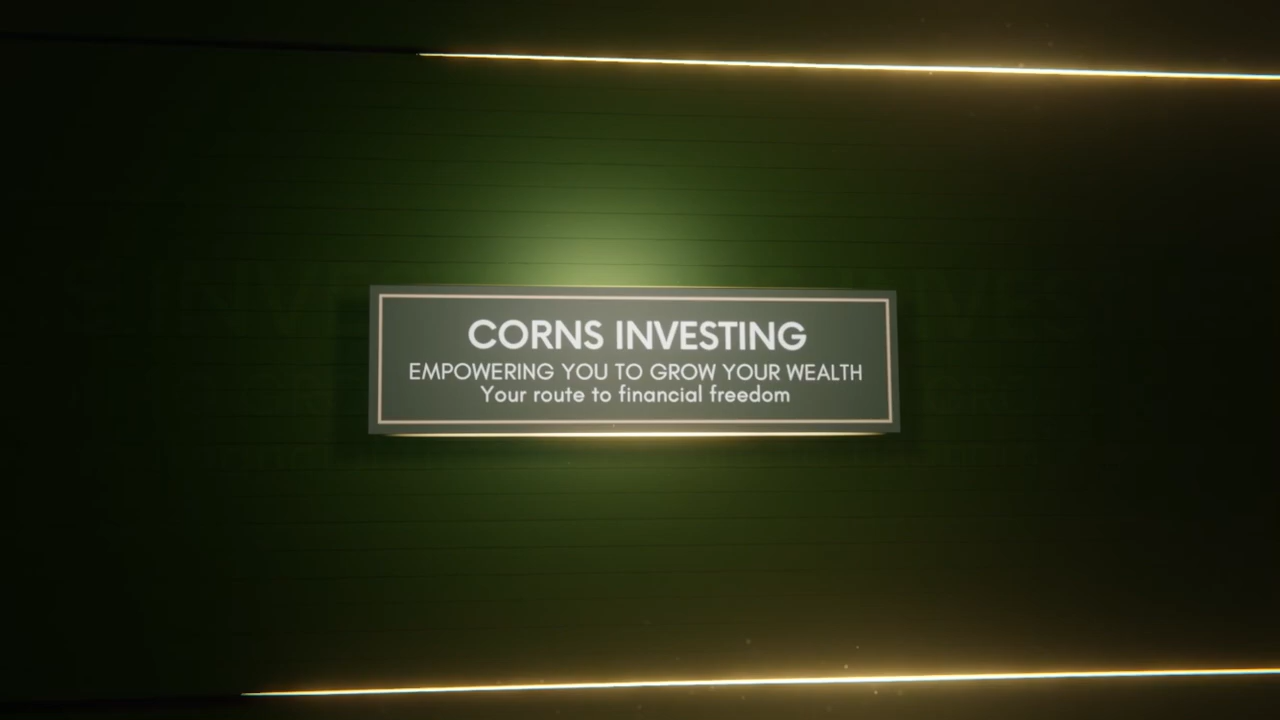 CORNS INVESTING
EMPOWERING YOU TO GROW YOUR WEALTH
Your route to financial freedom